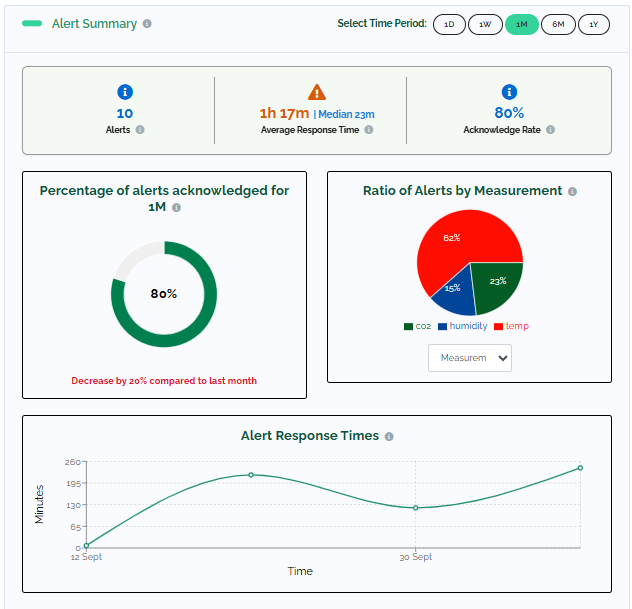 Alert Summary
Select Time Period: 1D 1W 1M 6M 1Y
10
Alerts
1h 17m | Median 23m
Average Response Time
80%
Acknowledge Rate
Percentage of alerts acknowledged for
1M
80%
Decrease by 20% compared to last month
Ratio of Alerts by Measurement
62%
15%
23%
co2 humidity temp
Measurem
Alert Response Times
Minutes
260
195
130
65
0
12 Sept 30 Sept
Time